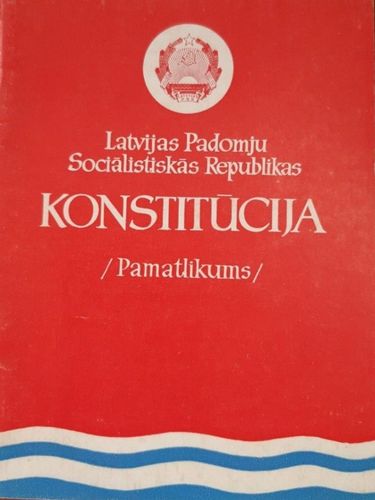 Latvijas Padomju
Sociālistiskās Republikas
KONSTITŪCIJA
/Pamatlikums/